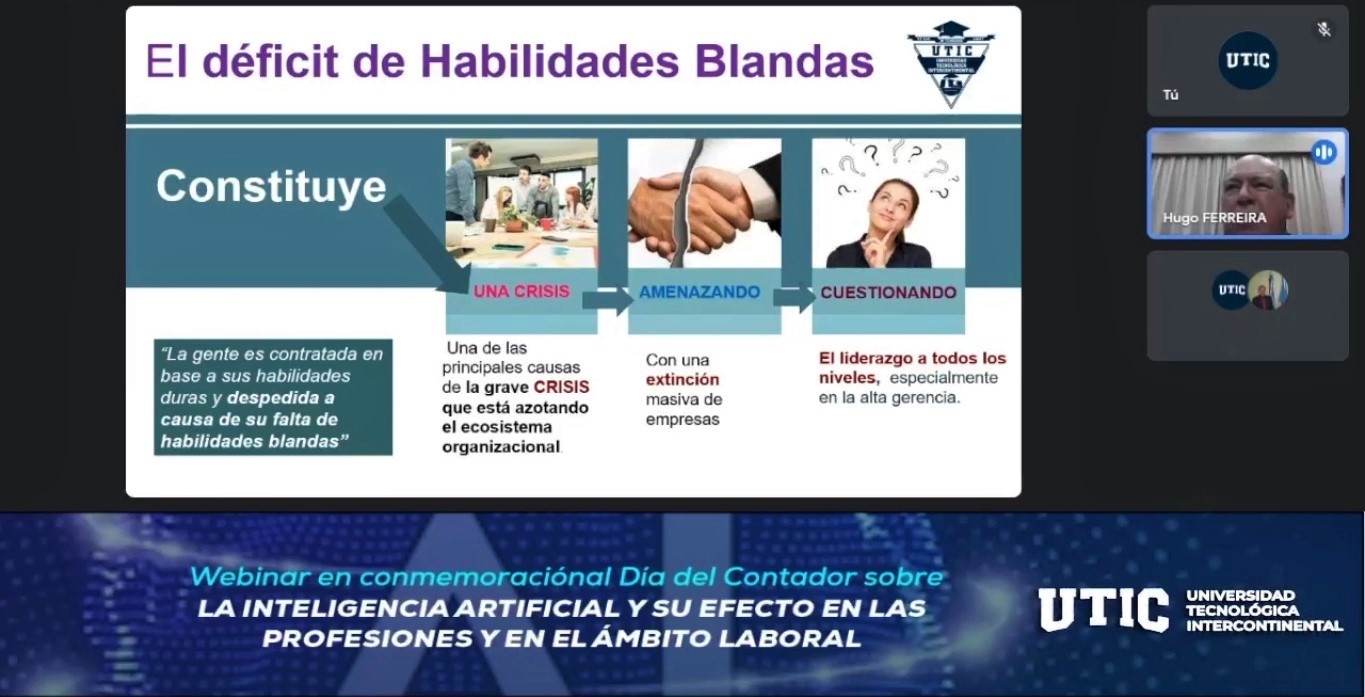 El déficit de Habilidades Blandas
UTIC
UNIVERSIDAD
TECNOLÓGICA
INTERCONTINENTAL
Constituye
UNA CRISIS
AMENAZANDO
CUESTIONANDO
“La gente es contratada en
base a sus habilidades
duras y despedida a
causa de su falta de
habilidades blandas”
Una de las
principales causas
de la grave CRISIS
que está azotando
el ecosistema
organizacional.
Con una
extinción
masiva de
empresas
El liderazgo a todos los
niveles, especialmente
en la alta gerencia.
UTIC
Tú
Hugo FERREIRA
UTIC
Webinar en conmemoraciónal Día del Contador sobre
LA INTELIGENCIA ARTIFICIAL Y SU EFECTO EN LAS
PROFESIONES Y EN EL ÁMBITO LABORAL
UTIC
UNIVERSIDAD
TECNOLÓGICA
INTERCONTINENTAL